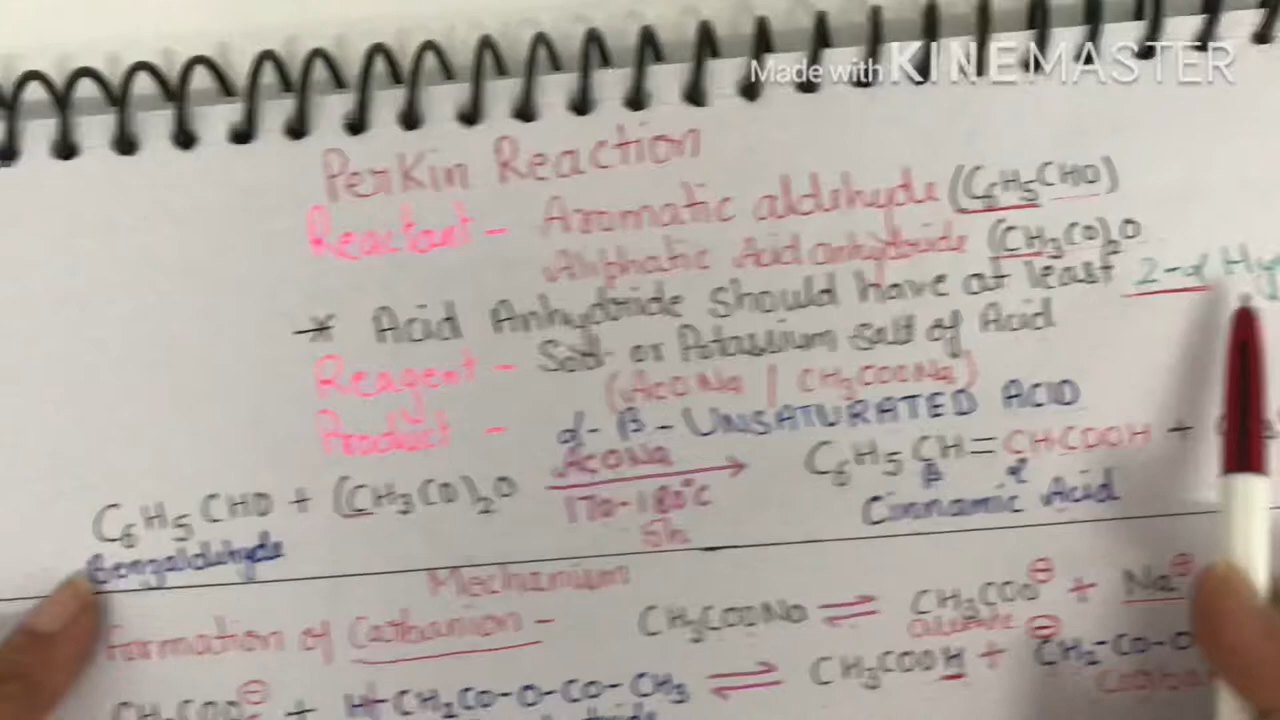 Made with KINEMASTER
Perkin Reaction
Reactant - Aromatic aldehyde (C6H5CHO)
Aliphatic Acid anhydride (CH3CO)2O
* Acid Anhydride should have at least 2-α Hy
Reagent - Sod. or Potassium salt of Acid
(AcONa | CH3COONa)
Product - α-β-UNSATURATED ACID
C6H5CHO + (CH3CO)2O AcONa 170-180°C 5h C6H5CH=CHCOOH +
β α
Benzaldehyde Cinnamic Acid
Mechanism
Formation of Carbanion - CH3COONa ⇌ CH3COO⊖ + Na⊕
acetate
CH3COO⊖ + H-CH2CO-O-CO-CH3 ⇌ CH3COOH + ⊖CH2-CO-O